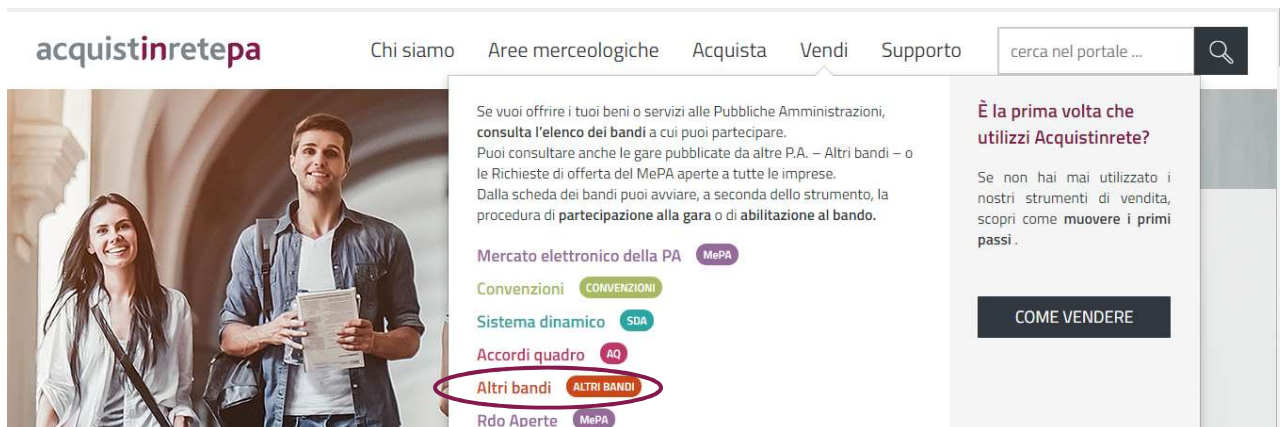 acquistinretepa
Chi siamo Aree merceologiche Acquista Vendi Supporto cerca nel portale ...
Se vuoi offrire i tuoi beni o servizi alle Pubbliche Amministrazioni,
consulta l'elenco dei bandi a cui puoi partecipare.
Puoi consultare anche le gare pubblicate da altre P.A. – Altri bandi – o
le Richieste di offerta del MePA aperte a tutte le imprese.
Dalla scheda dei bandi puoi avviare, a seconda dello strumento, la
procedura di partecipazione alla gara o di abilitazione al bando.
Mercato elettronico della PA MePA
Convenzioni CONVENZIONI
Sistema dinamico SDA
Accordi quadro AQ
Altri bandi ALTRI BANDI
Rdo Aperte MePA
È la prima volta che
utilizzi Acquistinrete?
Se non hai mai utilizzato i
nostri strumenti di vendita,
scopri come muovere i primi
passi .
COME VENDERE